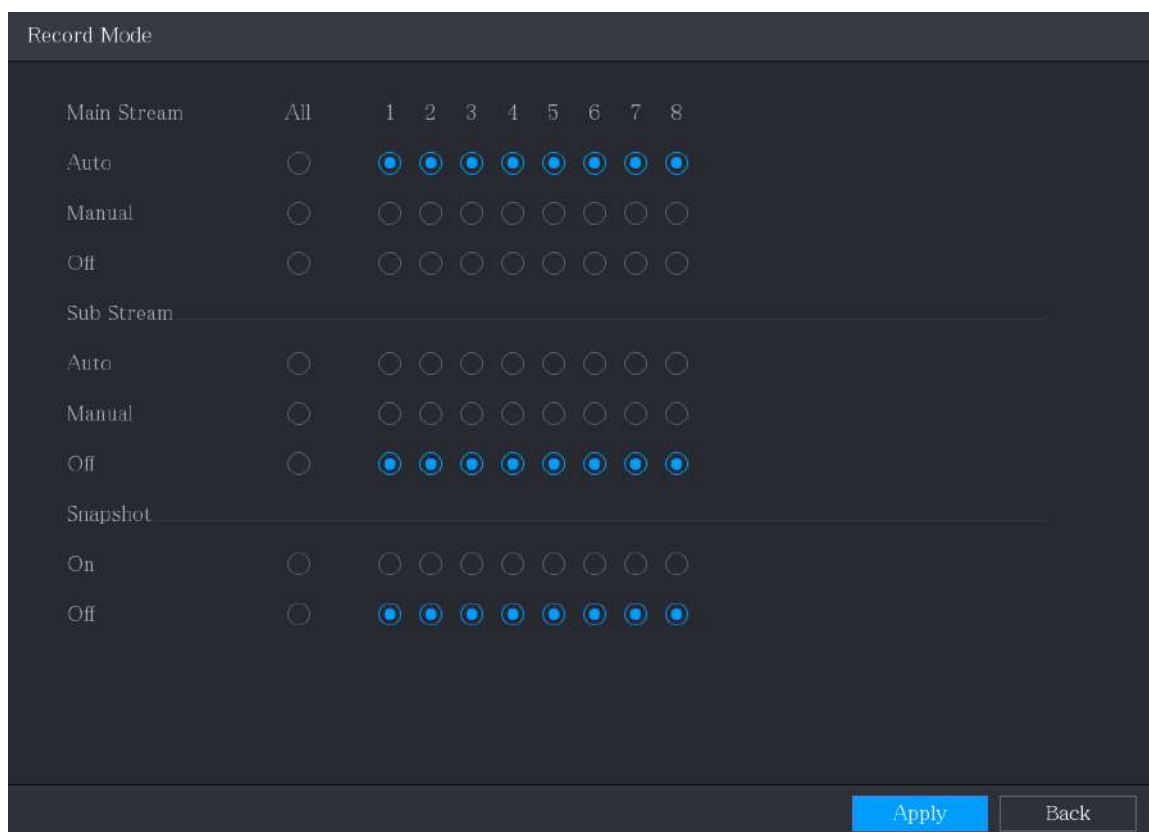 Record Mode
Main Stream All 1 2 3 4 5 6 7 8
Auto
Manual
Off
Sub Stream
Auto
Manual
Off
Snapshot
On
Off
Apply Back